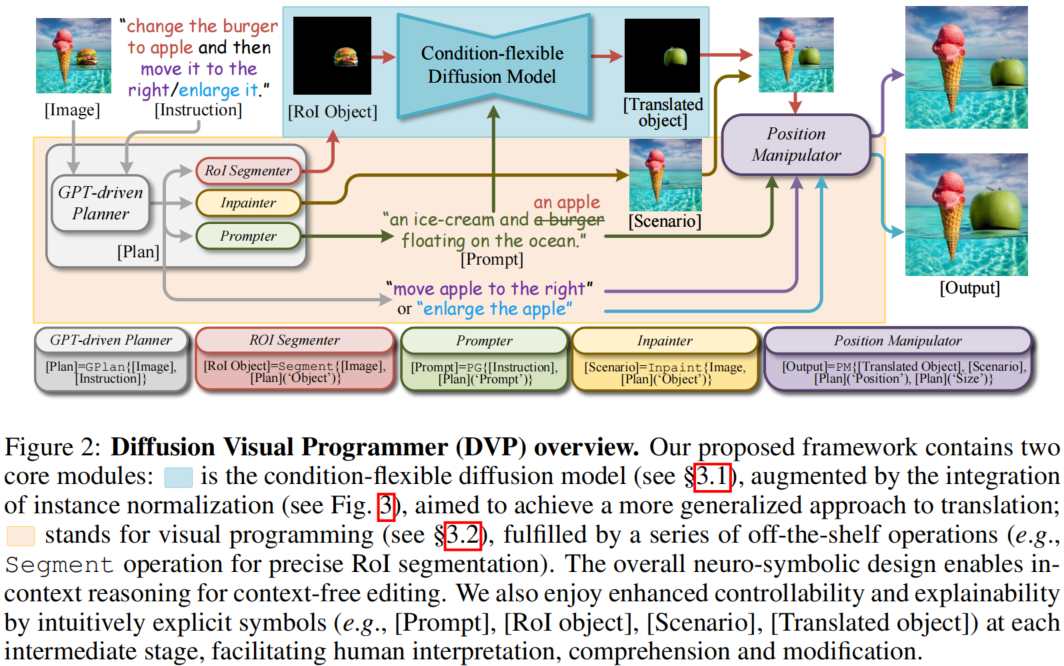 "change the burger
to apple and then
move it to the
right/enlarge it."
[Image]
[Instruction]
[RoI Object]
Condition-flexible
Diffusion Model
[Translated
object]
Position
Manipulator
GPT-driven
Planner
RoI Segmenter
Inpainter
Prompter
[Plan]
an apple
"an ice-cream and a burger
floating on the ocean."
[Prompt]
[Scenario]
"move apple to the right"
or "enlarge the apple"
[Output]
GPT-driven Planner
[Plan]=GPlan{[Image],
[Instruction]}
ROI Segmenter
[RoI Object]=Segment{[Image],
[Plan]('Object')}
Prompter
[Prompt]=PG{[Instruction],
[Plan]('Prompt')}
Inpainter
[Scenario]=Inpaint{Image,
[Plan]('Object')}
Position Manipulator
[Output]=PM{[Translated Object], [Scenario],
[Plan]('Position'), [Plan]('Size')}
Figure 2: Diffusion Visual Programmer (DVP) overview. Our proposed framework contains two
core modules: is the condition-flexible diffusion model (see §3.1), augmented by the integration
of instance normalization (see Fig. 3), aimed to achieve a more generalized approach to translation;
stands for visual programming (see §3.2), fulfilled by a series of off-the-shelf operations (e.g.,
Segment operation for precise RoI segmentation). The overall neuro-symbolic design enables in-
context reasoning for context-free editing. We also enjoy enhanced controllability and explainability
by intuitively explicit symbols (e.g., [Prompt], [RoI object], [Scenario], [Translated object]) at each
intermediate stage, facilitating human interpretation, comprehension and modification.